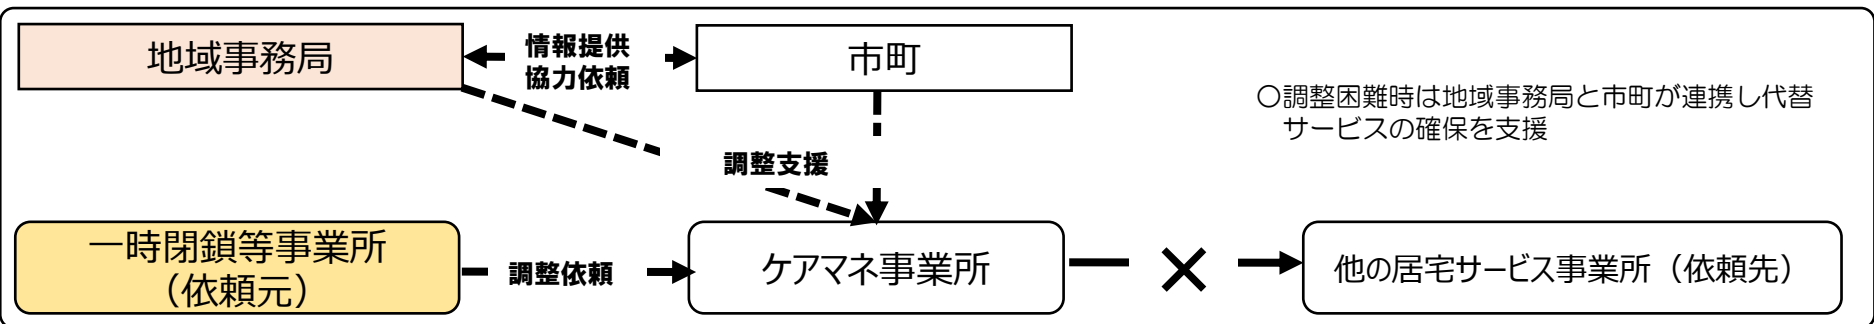 地域事務局
情報提供
協力依頼
市町
〇調整困難時は地域事務局と市町が連携し代替
サービスの確保を支援
調整支援
一時閉鎖等事業所
（依頼元）
調整依頼
ケアマネ事業所
×
他の居宅サービス事業所（依頼先）